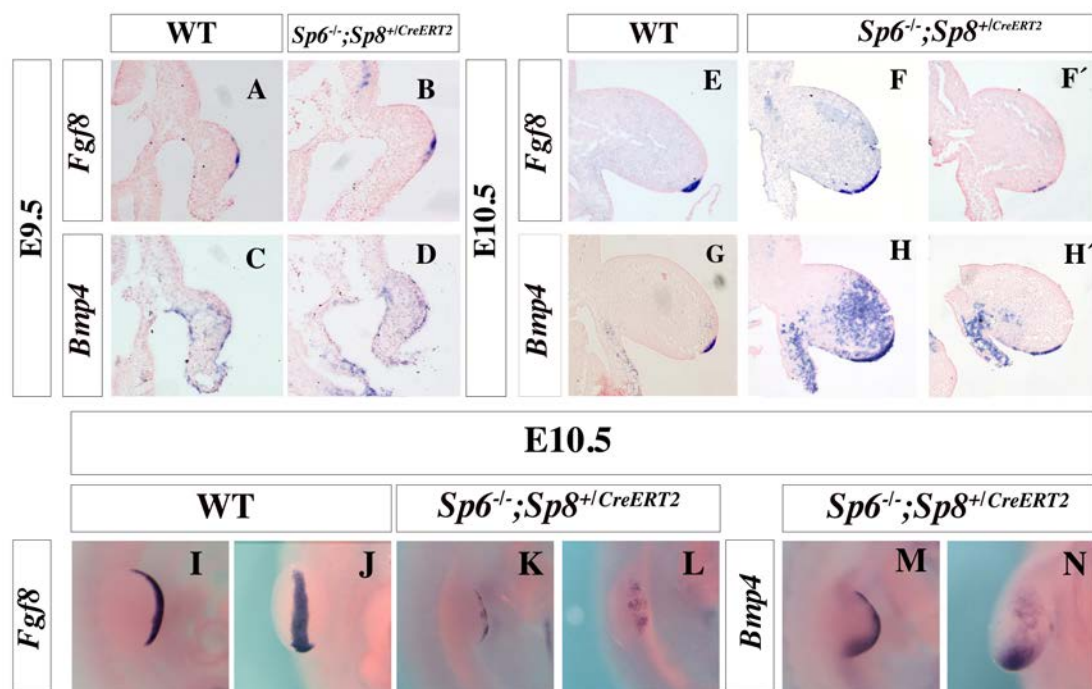 WT
Sp6-/-;Sp8+/CreERT2
WT
Sp6-/-;Sp8+/CreERT2
E9.5
Fgf8
A
B
E10.5
Fgf8
E
F
F´
Bmp4
C
D
Bmp4
G
H
H´
E10.5
WT
Sp6-/-;Sp8+/CreERT2
Sp6-/-;Sp8+/CreERT2
Fgf8
I
J
K
L
Bmp4
M
N